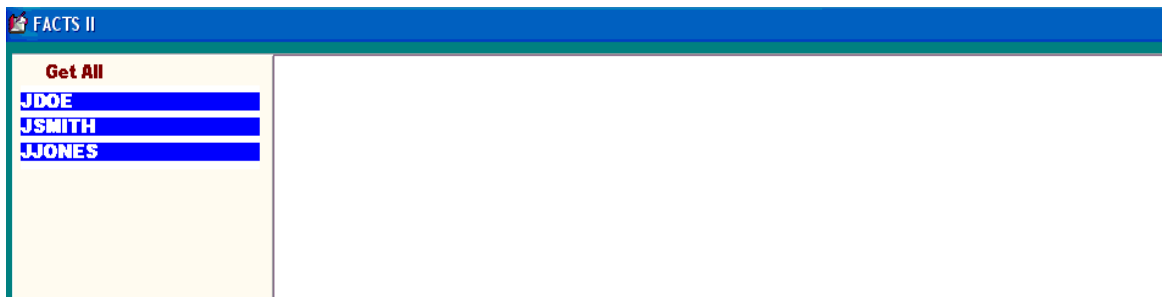 FACTS II
Get All
JDOE
JSMITH
JJONES